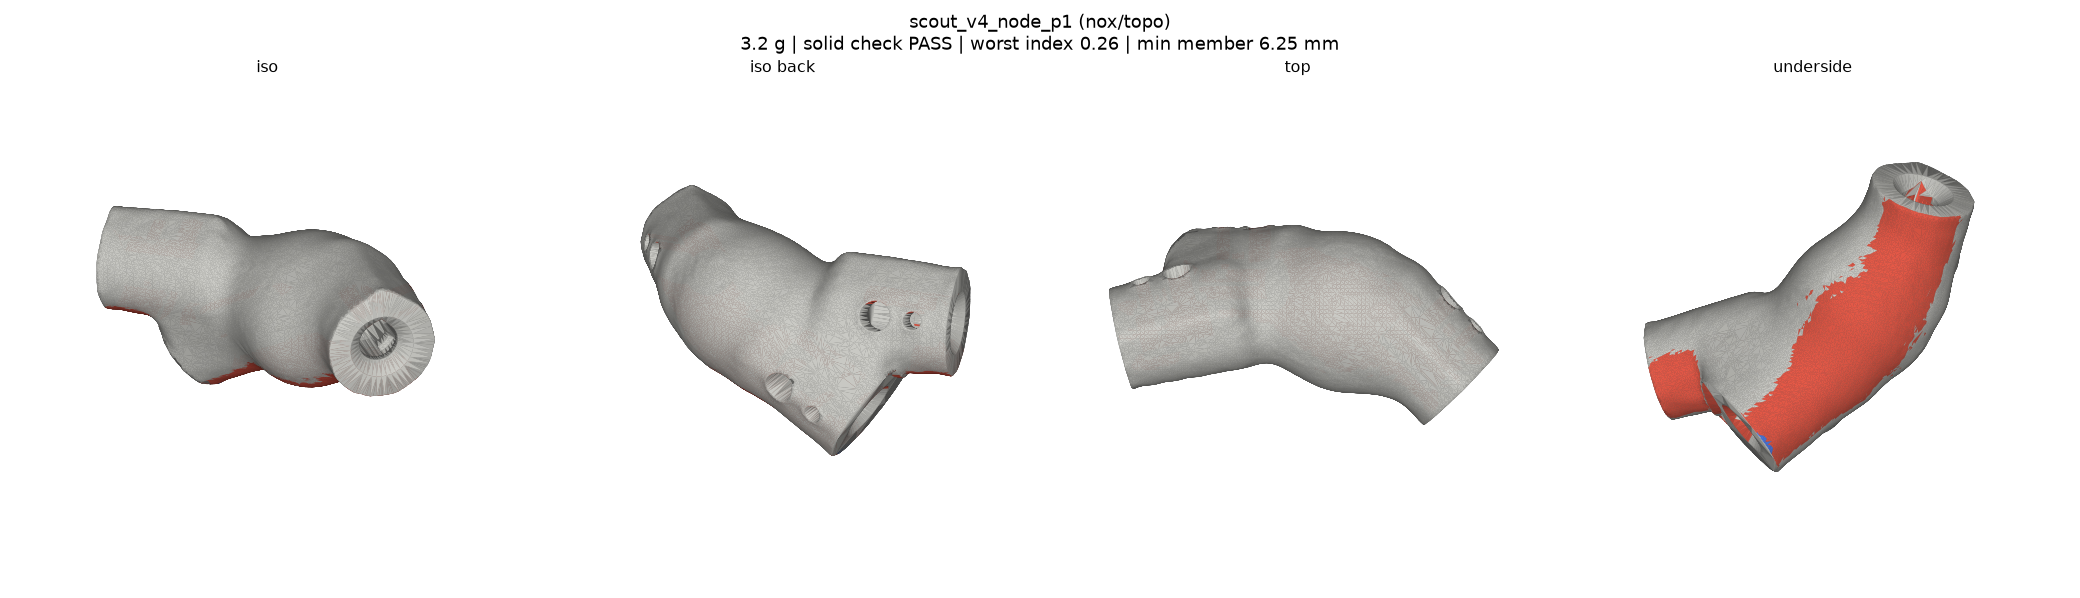 scout_v4_node_p1 (nox/topo)
3.2 g | solid check PASS | worst index 0.26 | min member 6.25 mm
iso
iso back
top
underside